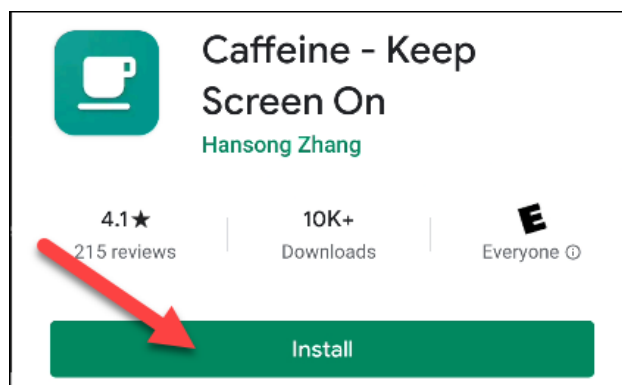 Caffeine - Keep
Screen On
Hansong Zhang
4.1★
10K+
E
215 reviews
Downloads
Everyone ⓘ
Install